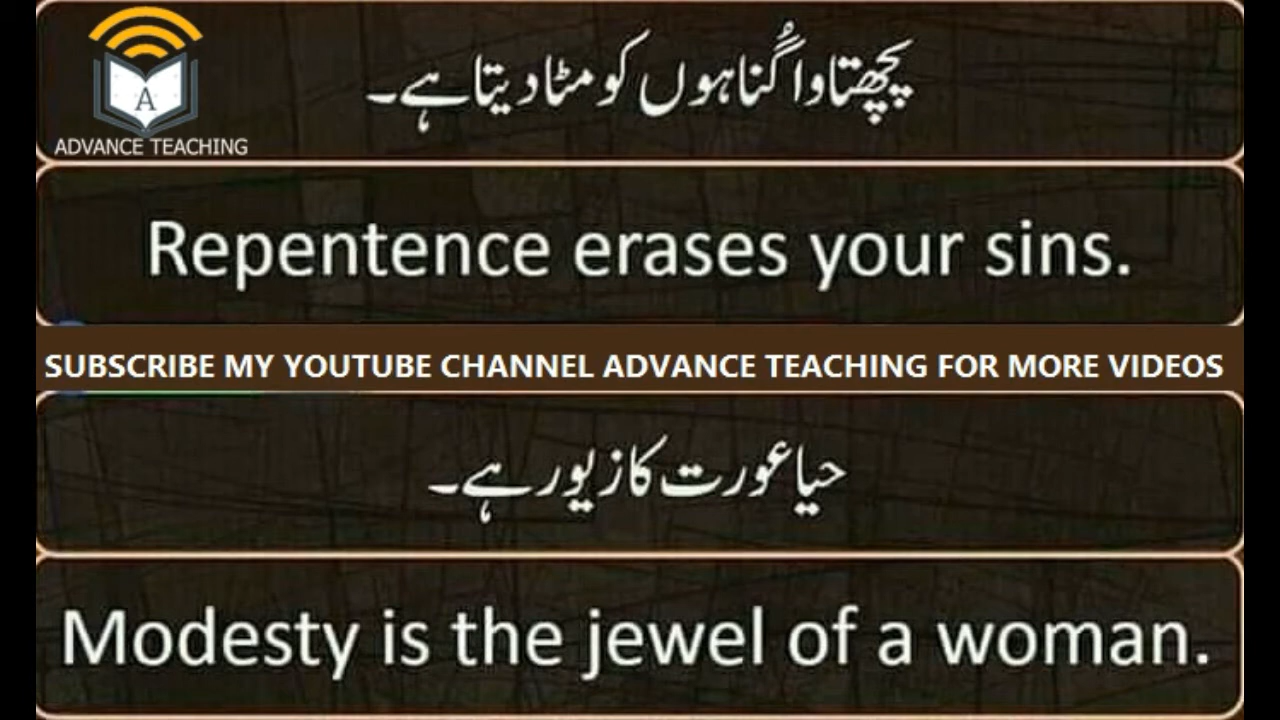 پچھتاوا گُناہوں کو مٹا دیتا ہے۔
A
ADVANCE TEACHING
Repentence erases your sins.
SUBSCRIBE MY YOUTUBE CHANNEL ADVANCE TEACHING FOR MORE VIDEOS
حیا عورت کا زیور ہے۔
Modesty is the jewel of a woman.